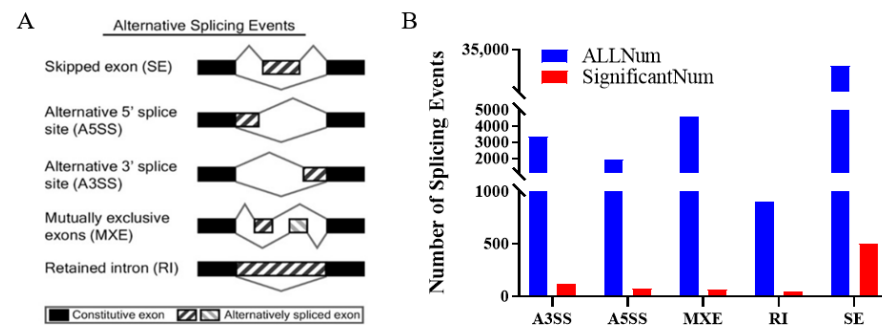 A
Alternative Splicing Events
Skipped exon (SE)
Alternative 5' splice
site (A5SS)
Alternative 3' splice
site (A3SS)
Mutually exclusive
exons (MXE)
Retained intron (RI)
Constitutive exon
Alternatively spliced exon
B
Number of Splicing Events
35,000
5000
4000
3000
2000
1000
500
0
ALLNum
SignificantNum
A3SS
A5SS
MXE
RI
SE